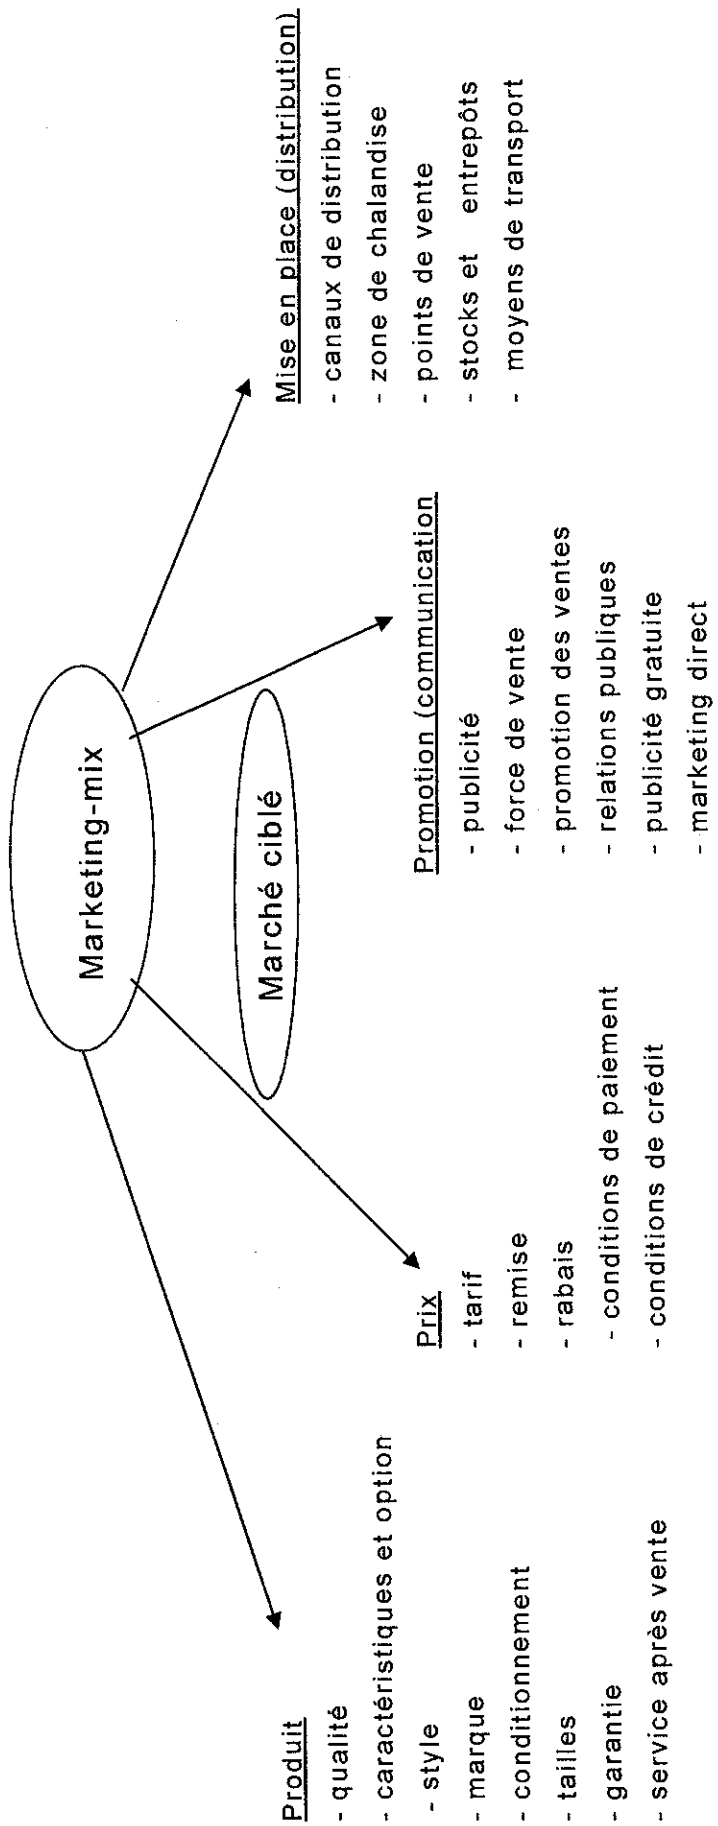 Marketing-mix
Marché ciblé
Produit
- qualité
- caractéristiques et option
- style
- marque
- conditionnement
- tailles
- garantie
- service après vente
Prix
- tarif
- remise
- rabais
- conditions de paiement
- conditions de crédit
Promotion (communication
- publicité
- force de vente
- promotion des ventes
- relations publiques
- publicité gratuite
- marketing direct
Mise en place (distribution)
- canaux de distribution
- zone de chalandise
- points de vente
- stocks et entrepôts
- moyens de transport